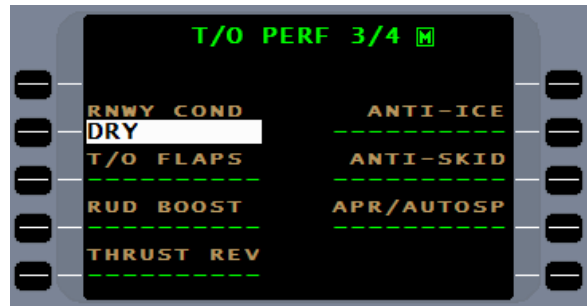 T/O PERF 3/4 M
RNWY COND ANTI-ICE
DRY ----------
T/O FLAPS ANTI-SKID
---------- ----------
RUD BOOST APR/AUTOSP
---------- ----------
THRUST REV
----------